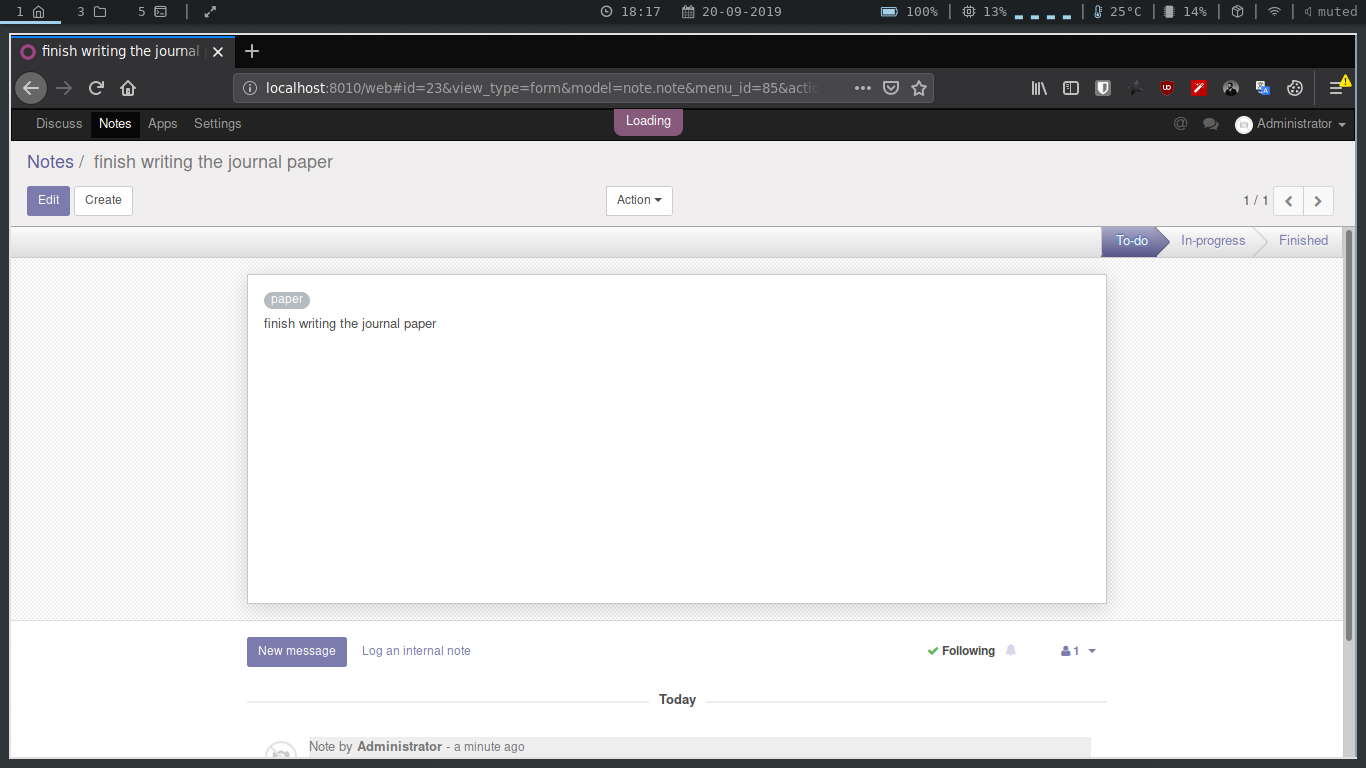 1 3 5 18:17 20-09-2019 100% 13% 25°C 14% muted
finish writing the journal
localhost:8010/web#id=23&view_type=form&model=note.note&menu_id=85&actio
Discuss Notes Apps Settings Loading @ Administrator
Notes / finish writing the journal paper
Edit Create Action 1 / 1
To-do In-progress Finished
paper
finish writing the journal paper
New message Log an internal note Following 1
Today
Note by Administrator - a minute ago